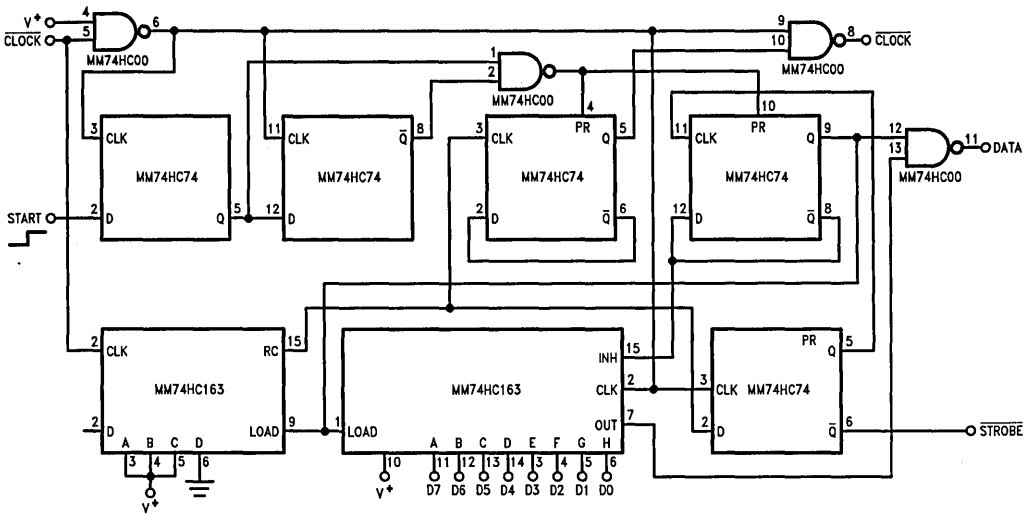 V+ 4
CLOCK 5
6
MM74HC00
9
10
8 CLOCK
MM74HC00
1
2
MM74HC00
3 CLK
MM74HC74
START 2 D
Q 5
11 CLK
Q 8
MM74HC74
12 D
4
PR
3 CLK
Q 5
MM74HC74
2 D
Q 6
10
PR
11 CLK
Q 9
MM74HC74
12 D
Q 8
12
13
11 DATA
MM74HC00
2 CLK
RC 15
MM74HC163
2 D
LOAD 9
A B C D
3 4 5 6
V+
MM74HC163
INH 15
CLK 2
OUT 7
1 LOAD
A B C D E F G H
10 11 12 13 14 3 4 5 6
V+ D7 D6 D5 D4 D3 D2 D1 D0
PR
Q 5
3 CLK MM74HC74
2 D
Q 6
STROBE